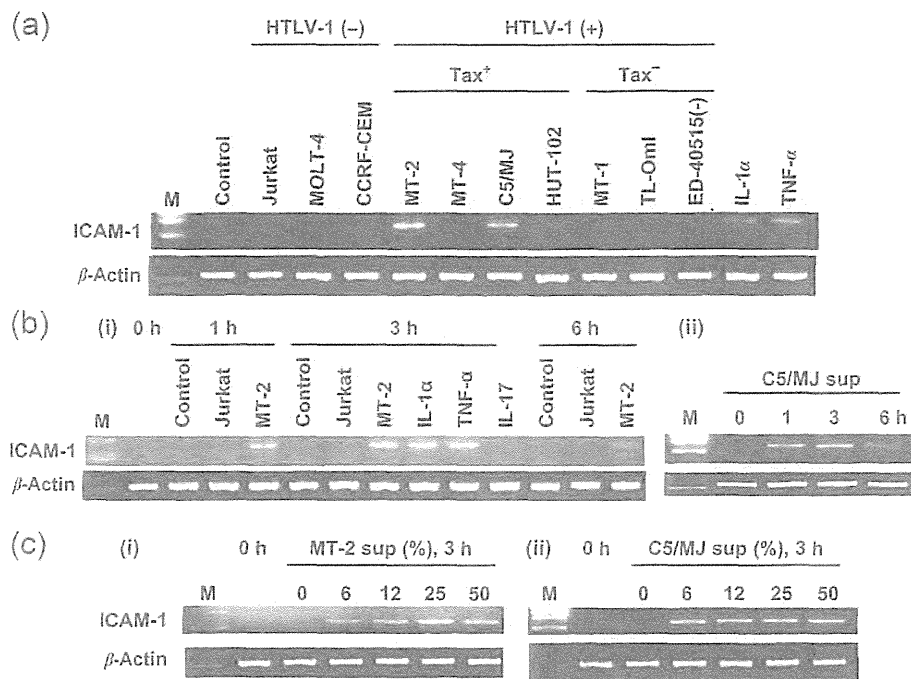 (a)
HTLV-1 (–) HTLV-1 (+)
Tax⁺ Tax⁻
M Control Jurkat MOLT-4 CCRF-CEM MT-2 MT-4 C5/MJ HUT-102 MT-1 TL-OmI ED-40515(-) IL-1α TNF-α
ICAM-1
β-Actin
(b) (i) 0 h 1 h 3 h 6 h (ii)
C5/MJ sup
M Control Jurkat MT-2 Control Jurkat MT-2 IL-1α TNF-α IL-17 Control Jurkat MT-2 M 0 1 3 6 h
ICAM-1
β-Actin
(c) (i) 0 h MT-2 sup (%), 3 h (ii) 0 h C5/MJ sup (%), 3 h
M 0 6 12 25 50 M 0 6 12 25 50
ICAM-1
β-Actin